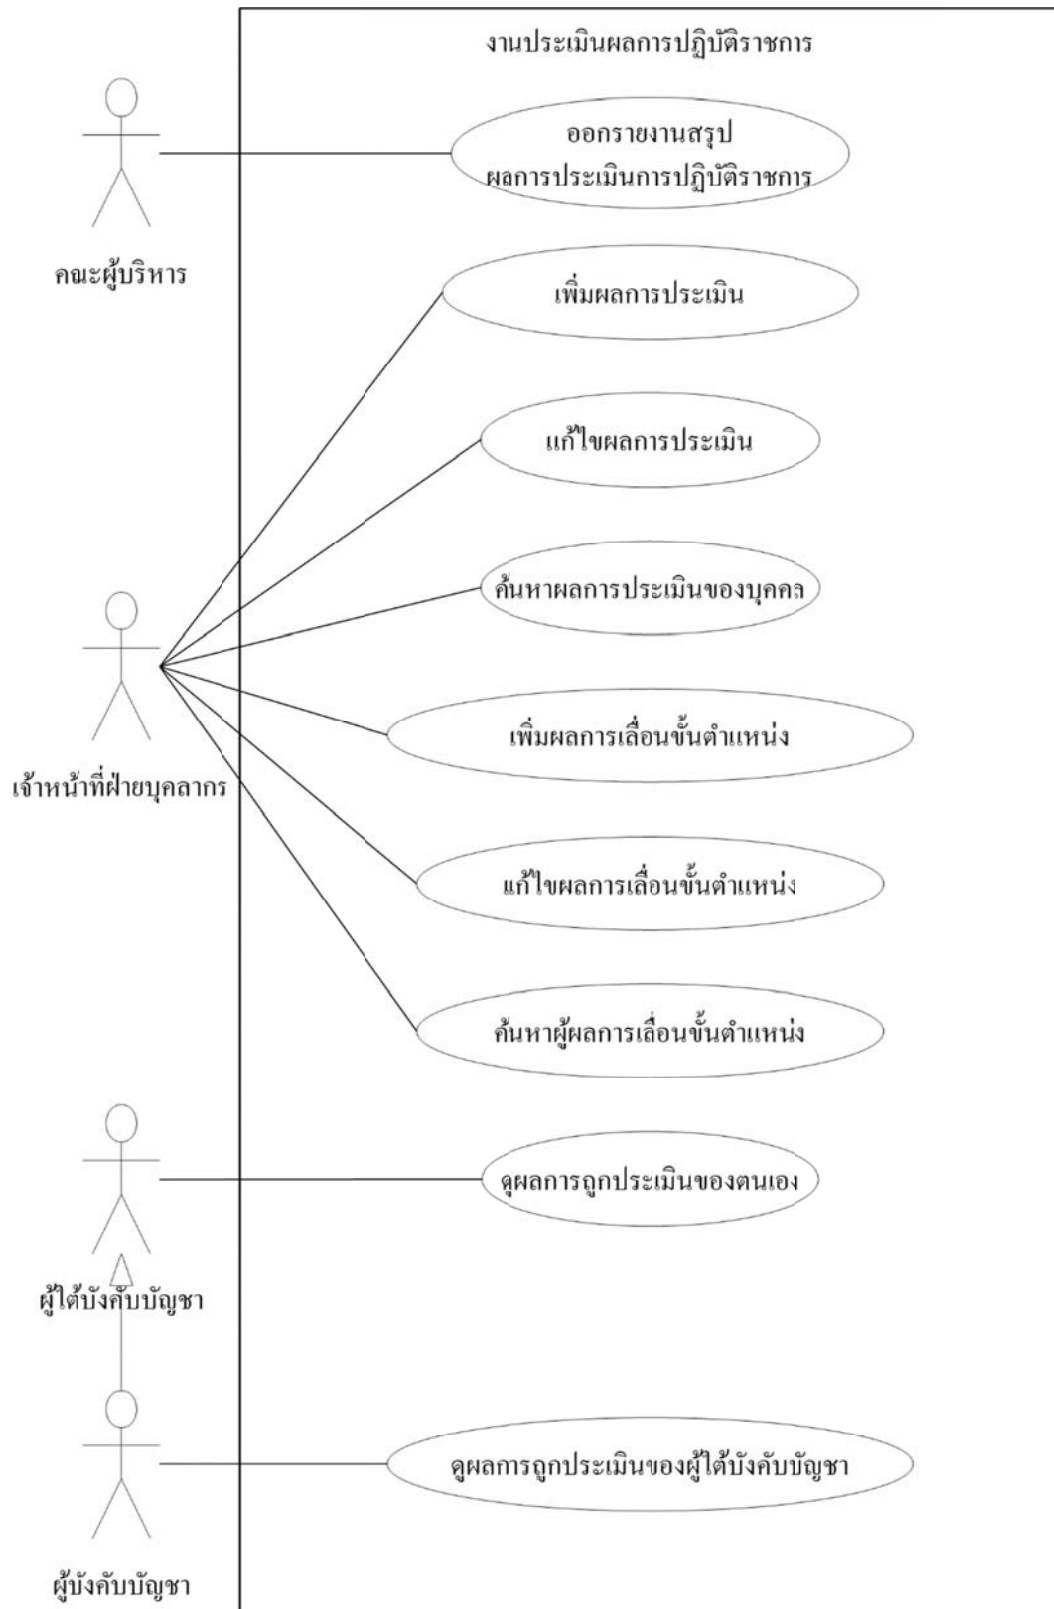 งานประเมินผลการปฏิบัติราชการ
ออกรายงานสรุป
ผลการประเมินการปฏิบัติราชการ
คณะผู้บริหาร
เพิ่มผลการประเมิน
แก้ไขผลการประเมิน
ค้นหาผลการประเมินของบุคคล
เพิ่มผลการเลื่อนขั้นตำแหน่ง
เจ้าหน้าที่ฝ่ายบุคลากร
แก้ไขผลการเลื่อนขั้นตำแหน่ง
ค้นหาผู้ผลการเลื่อนขั้นตำแหน่ง
ดูผลการถูกประเมินของตนเอง
ผู้ใต้บังคับบัญชา
ดูผลการถูกประเมินของผู้ใต้บังคับบัญชา
ผู้บังคับบัญชา